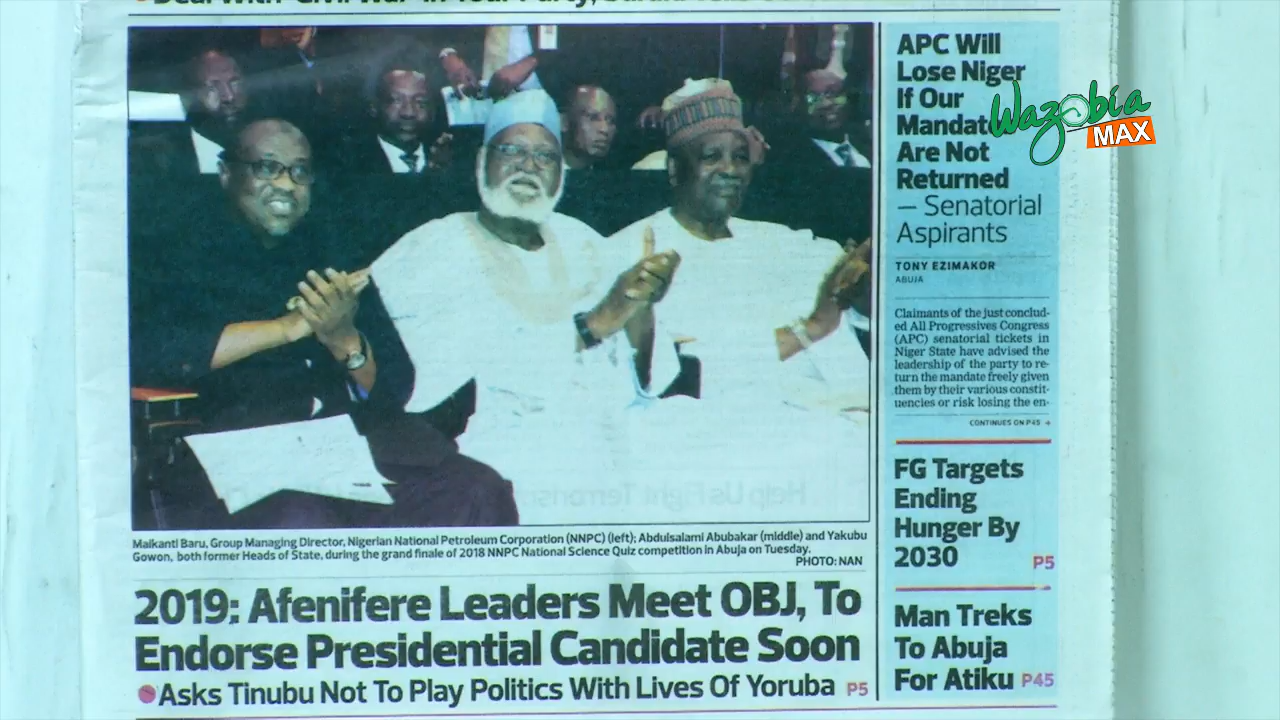 APC Will
Lose Niger
If Our
Mandate
Are Not
Returned
— Senatorial
Aspirants
TONY EZIMAKOR
ABUJA
Claimants of the just conclud-
ed All Progressives Congress
(APC) senatorial tickets in
Niger State have advised the
leadership of the party to re-
turn the mandate freely given
them by their various constit-
uencies or risk losing the en-
CONTINUES ON P45
FG Targets
Ending
Hunger By
2030 P5
Man Treks
To Abuja
For Atiku P45
Wazobia
MAX
Help Us Fight Terrorism
Maikanti Baru, Group Managing Director, Nigerian National Petroleum Corporation (NNPC) (left); Abdulsalami Abubakar (middle) and Yakubu
Gowon, both former Heads of State, during the grand finale of 2018 NNPC National Science Quiz competition in Abuja on Tuesday.
PHOTO: NAN
2019: Afenifere Leaders Meet OBJ, To
Endorse Presidential Candidate Soon
Asks Tinubu Not To Play Politics With Lives Of Yoruba P5